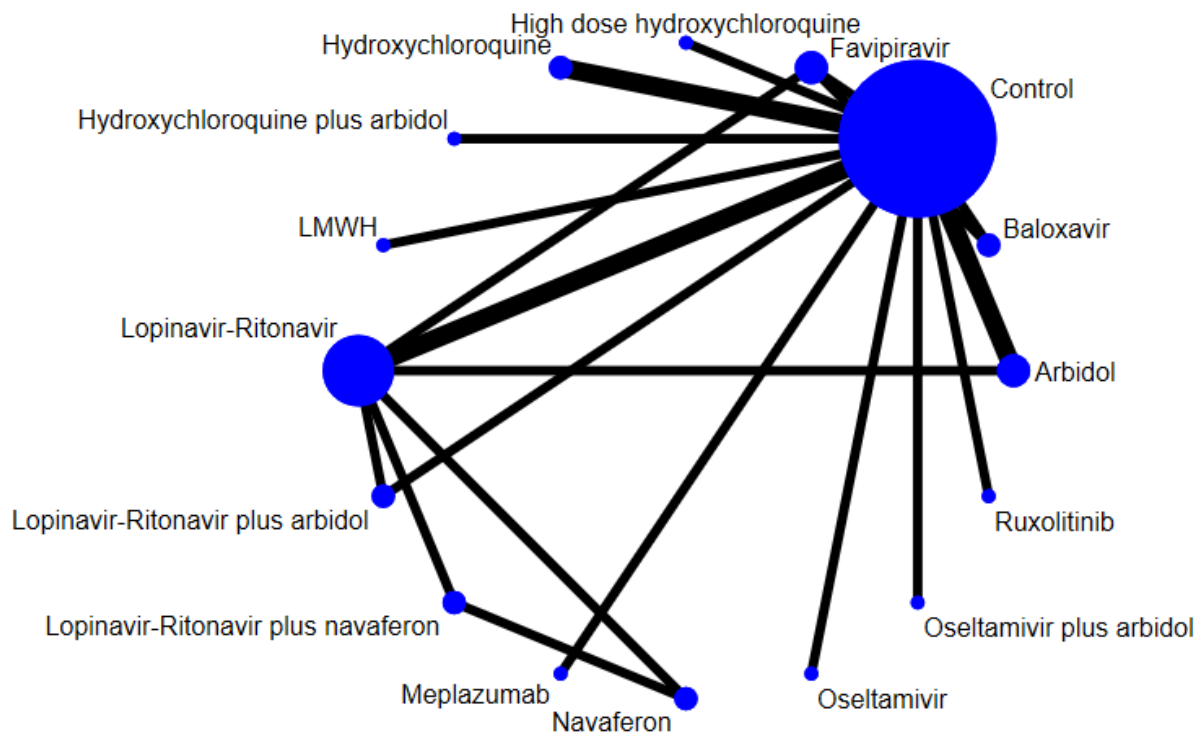 High dose hydroxychloroquine
Hydroxychloroquine
Favipiravir
Control
Hydroxychloroquine plus arbidol
LMWH
Baloxavir
Lopinavir-Ritonavir
Arbidol
Lopinavir-Ritonavir plus arbidol
Ruxolitinib
Lopinavir-Ritonavir plus navaferon
Oseltamivir plus arbidol
Meplazumab
Oseltamivir
Navaferon